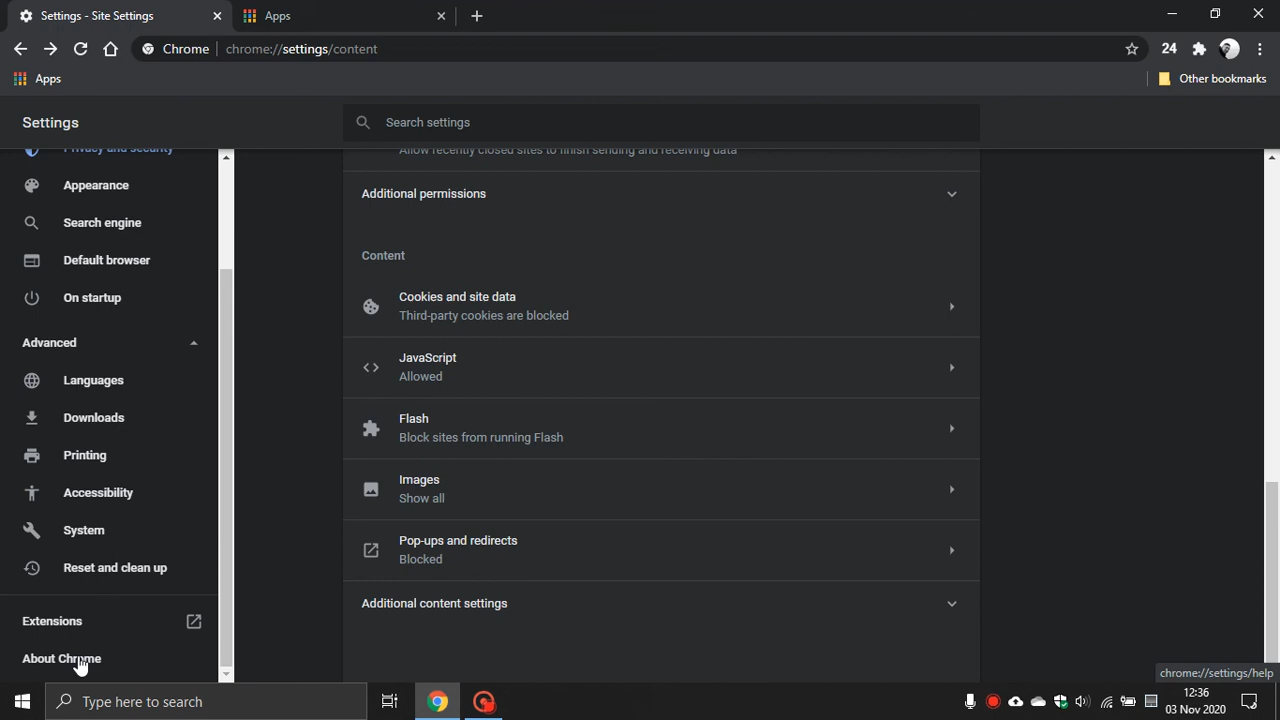 Settings - Site Settings
Apps
Chrome
chrome://settings/content
24
Apps
Other bookmarks
Settings
Search settings
Privacy and security
Appearance
Search engine
Default browser
On startup
Advanced
Languages
Downloads
Printing
Accessibility
System
Reset and clean up
Extensions
About Chrome
Allow recently closed sites to finish sending and receiving data
Additional permissions
Content
Cookies and site data
Third-party cookies are blocked
JavaScript
Allowed
Flash
Block sites from running Flash
Images
Show all
Pop-ups and redirects
Blocked
Additional content settings
chrome://settings/help
Type here to search
12:36
03 Nov 2020